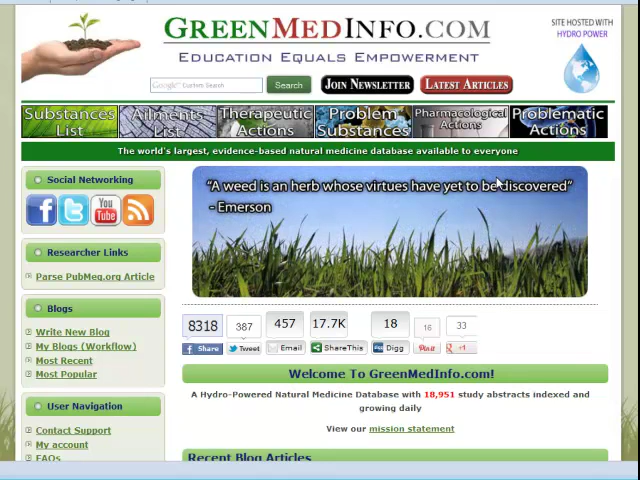 GREENMEDINFO.COM
EDUCATION EQUALS EMPOWERMENT
SITE HOSTED WITH
HYDRO POWER
Google™ Custom Search
Search
JOIN NEWSLETTER
LATEST ARTICLES
Substances List
Ailments List
Therapeutic Actions
Problem Substances
Pharmacological Actions
Problematic Actions
The world's largest, evidence-based natural medicine database available to everyone
Social Networking
You Tube
Researcher Links
Parse PubMeg.org Article
Blogs
Write New Blog
My Blogs (Workflow)
Most Recent
Most Popular
User Navigation
Contact Support
My account
FAQs
"A weed is an herb whose virtues have yet to be discovered"
- Emerson
8318
387
457
17.7K
18
16
33
Share
Tweet
Email
ShareThis
Digg
Pin it
+1
Welcome To GreenMedInfo.com!
A Hydro-Powered Natural Medicine Database with 18,951 study abstracts indexed and
growing daily
View our mission statement
Recent Blog Articles